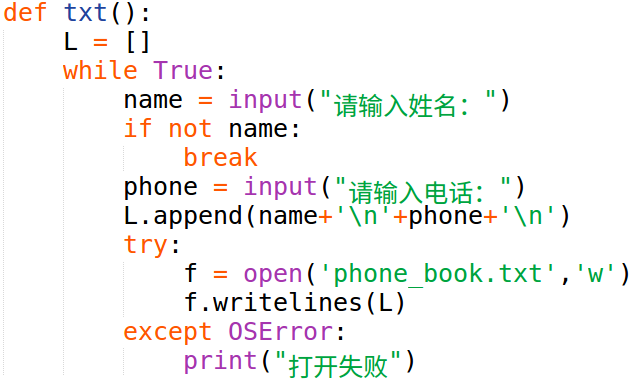 def txt():
    L = []
    while True:
        name = input("请输入姓名：")
        if not name:
            break
        phone = input("请输入电话：")
        L.append(name+'\n'+phone+'\n')
        try:
            f = open('phone_book.txt','w')
            f.writelines(L)
        except OSError:
            print("打开失败")